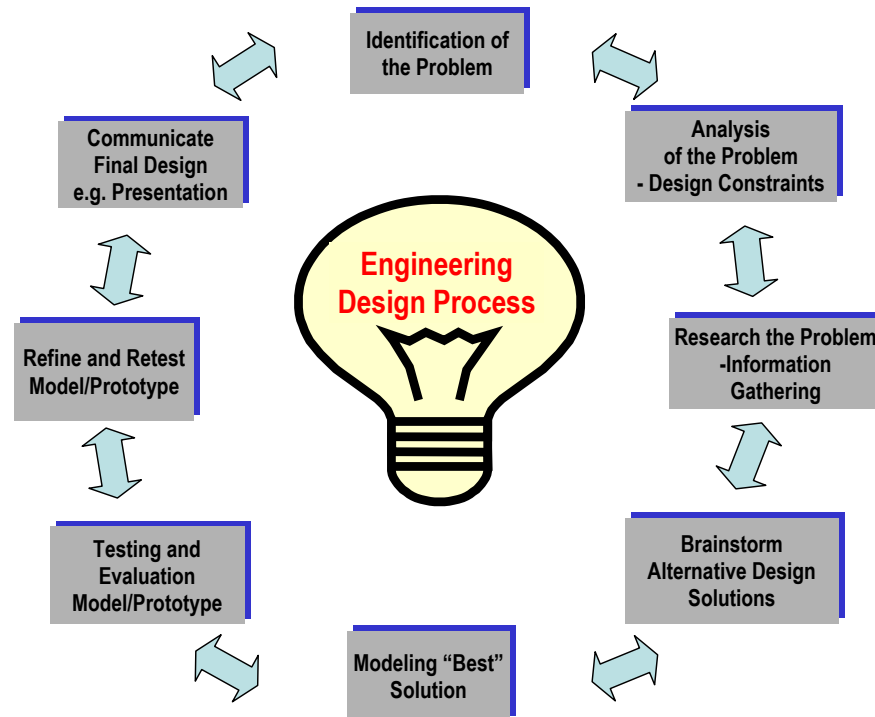 Identification of
the Problem
Analysis
of the Problem
- Design Constraints
Research the Problem
-Information
Gathering
Brainstorm
Alternative Design
Solutions
Modeling “Best”
Solution
Testing and
Evaluation
Model/Prototype
Refine and Retest
Model/Prototype
Communicate
Final Design
e.g. Presentation
Engineering
Design Process